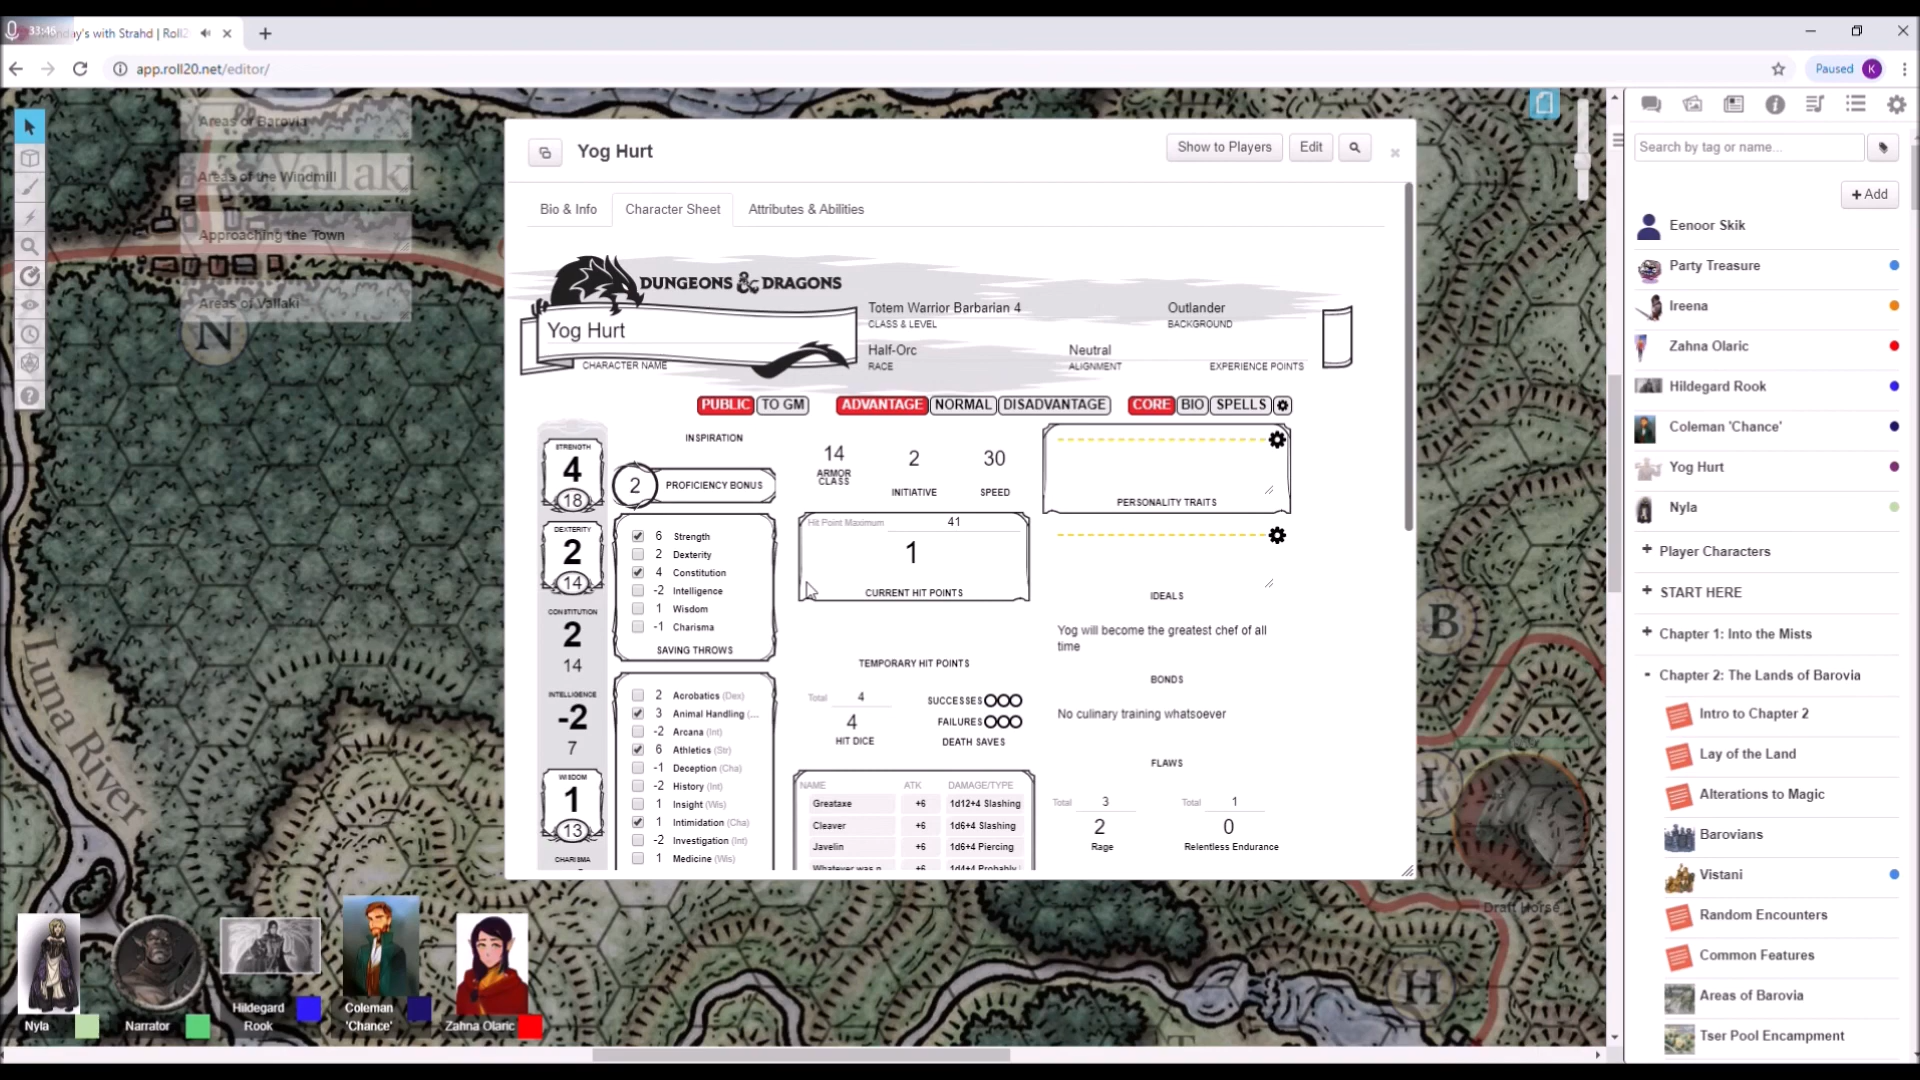 33:46
day's with Strahd | Roll2
app.roll20.net/editor/
Paused
K
Areas of Barovia
Vallaki
Areas of the Windmill
Approaching the Town
Areas of Vallaki
N
Luna River
B
H
Draft Horse
Yog Hurt
Show to Players
Edit
Bio & Info
Character Sheet
Attributes & Abilities
DUNGEONS & DRAGONS
Yog Hurt
CHARACTER NAME
Totem Warrior Barbarian 4
CLASS & LEVEL
Outlander
BACKGROUND
Half-Orc
RACE
Neutral
ALIGNMENT
EXPERIENCE POINTS
PUBLIC TO GM
ADVANTAGE NORMAL DISADVANTAGE
CORE BIO SPELLS
STRENGTH
4
18
DEXTERITY
2
14
CONSTITUTION
2
14
INTELLIGENCE
-2
7
WISDOM
1
13
CHARISMA
INSPIRATION
2 PROFICIENCY BONUS
6 Strength
2 Dexterity
4 Constitution
-2 Intelligence
1 Wisdom
-1 Charisma
SAVING THROWS
2 Acrobatics (Dex)
3 Animal Handling (...
-2 Arcana (Int)
6 Athletics (Str)
-1 Deception (Cha)
-2 History (Int)
1 Insight (Wis)
1 Intimidation (Cha)
-2 Investigation (Int)
1 Medicine (Wis)
14
ARMOR
CLASS
2
INITIATIVE
30
SPEED
Hit Point Maximum 41
1
CURRENT HIT POINTS
TEMPORARY HIT POINTS
Total 4
4
HIT DICE
SUCCESSES
FAILURES
DEATH SAVES
NAME ATK DAMAGE/TYPE
Greataxe +6 1d12+4 Slashing
Cleaver +6 1d6+4 Slashing
Javelin +6 1d6+4 Piercing
Whatever was n +6 1d4+4 Probably
PERSONALITY TRAITS
IDEALS
Yog will become the greatest chef of all
time
BONDS
No culinary training whatsoever
FLAWS
Total 3
2
Rage
Total 1
0
Relentless Endurance
Search by tag or name...
+ Add
Eenoor Skik
Party Treasure
Ireena
Zahna Olaric
Hildegard Rook
Coleman 'Chance'
Yog Hurt
Nyla
+ Player Characters
+ START HERE
+ Chapter 1: Into the Mists
- Chapter 2: The Lands of Barovia
Intro to Chapter 2
Lay of the Land
Alterations to Magic
Barovians
Vistani
Random Encounters
Common Features
Areas of Barovia
Tser Pool Encampment
Nyla
Narrator
Hildegard
Rook
Coleman
'Chance'
Zahna Olaric